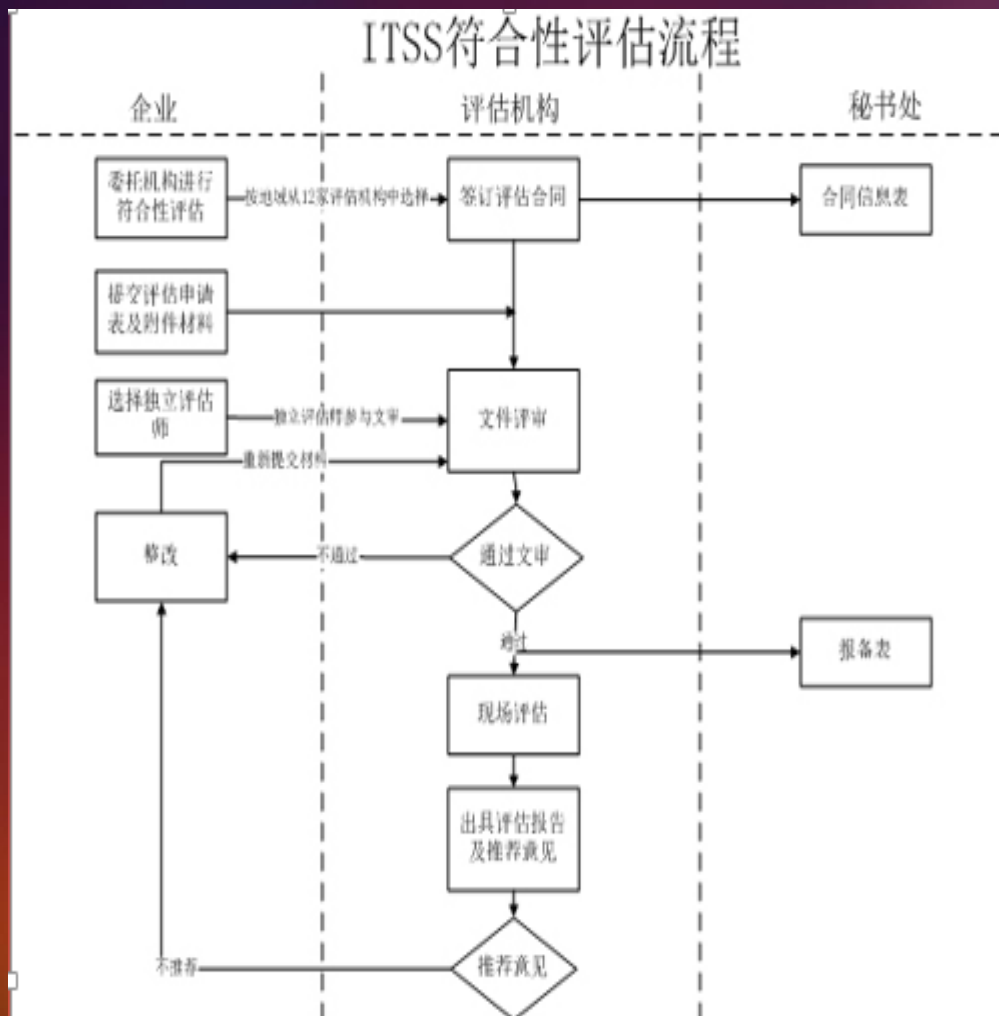 ITSS符合性评估流程
企业
评估机构
秘书处
委托机构进行
符合性评估
按地域从12家评估机构中选择
签订评估合同
合同信息表
提交评估申请
表及附件材料
选择独立评估
师
独立评估师参与文审
文件评审
重新提交材料
整改
不通过
通过文审
通过
报备表
现场评估
出具评估报告
及推荐意见
不推荐
推荐意见